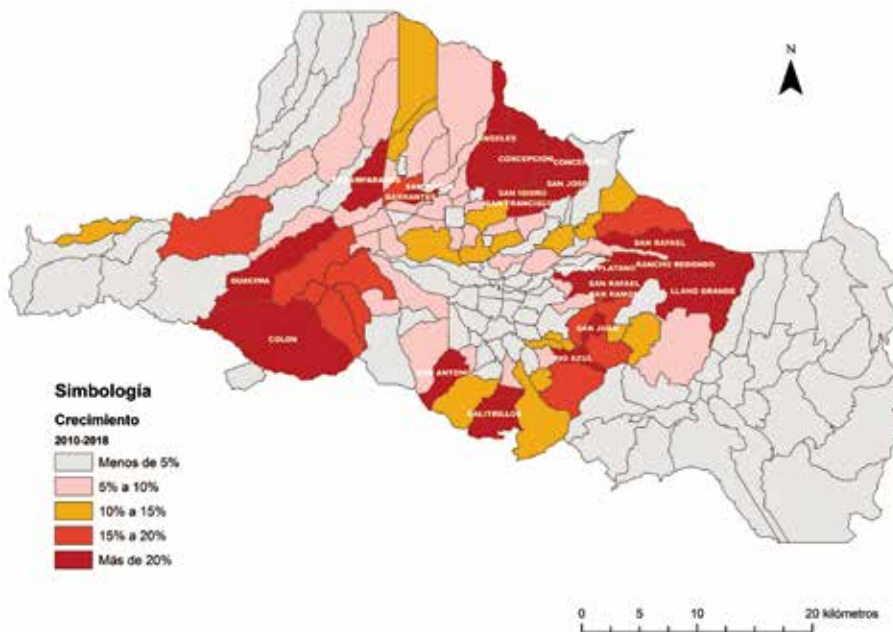 N
ANGELES
CONCEPCION
SAN JOSE
SAN ISIDRO
SAN FRANCISCO
BARRANTES
SAN RAFAEL
RANCHO REDONDO
PLATANO
GUACIMA
SAN RAFAEL
LLANO GRANDE
SAN RAMON
SAN JUAN
COLON
RIO AZUL
SAN ANTONIO
SALITRILLOS
Simbología
Crecimiento
2010-2018
Menos de 5%
5% a 10%
10% a 15%
15% a 20%
Más de 20%
0 5 10 20 kilómetros